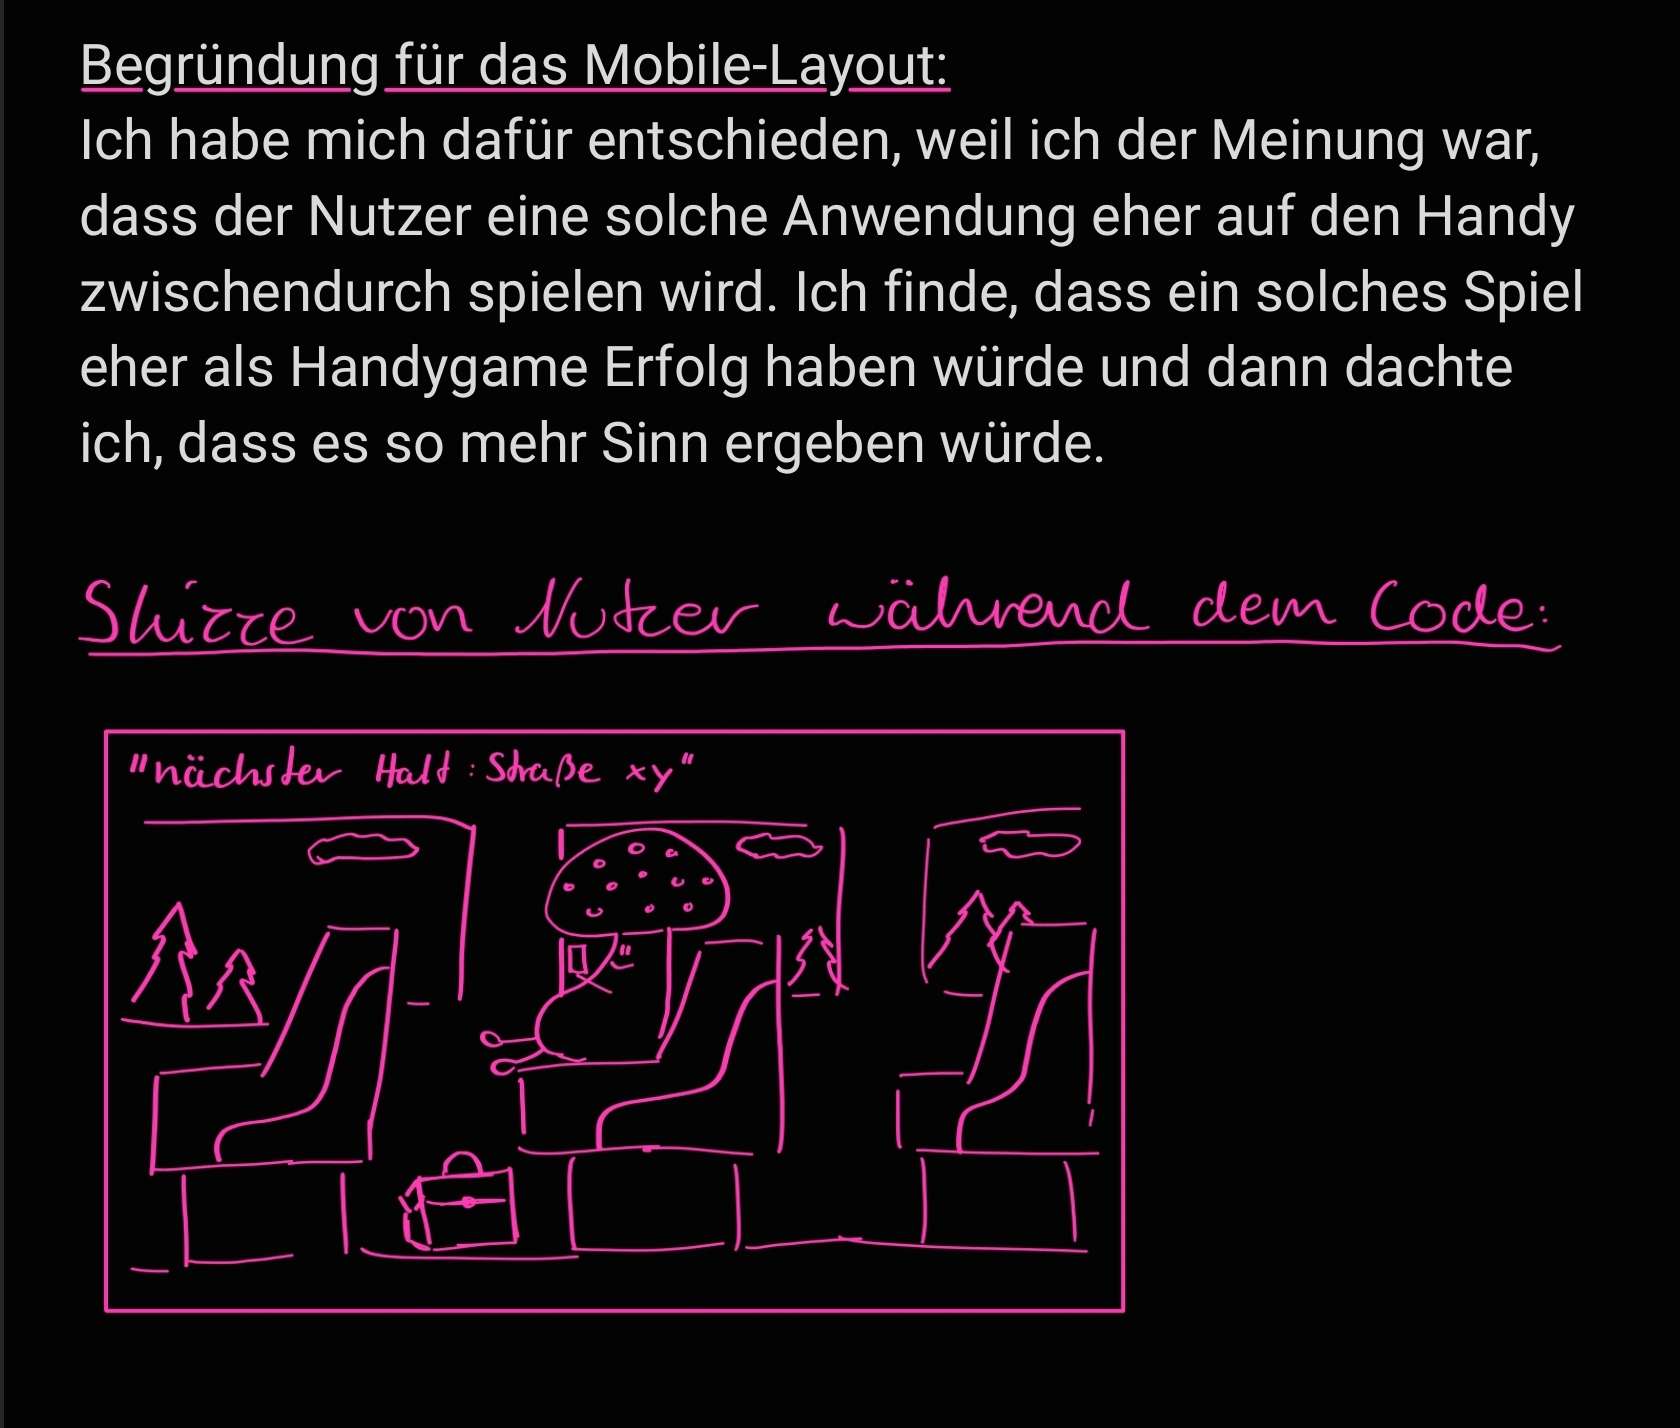 Begründung für das Mobile-Layout:
Ich habe mich dafür entschieden, weil ich der Meinung war,
dass der Nutzer eine solche Anwendung eher auf den Handy
zwischendurch spielen wird. Ich finde, dass ein solches Spiel
eher als Handygame Erfolg haben würde und dann dachte
ich, dass es so mehr Sinn ergeben würde.
Skizze von Nutzer während dem Code:
"nächster Halt: Straße xy"